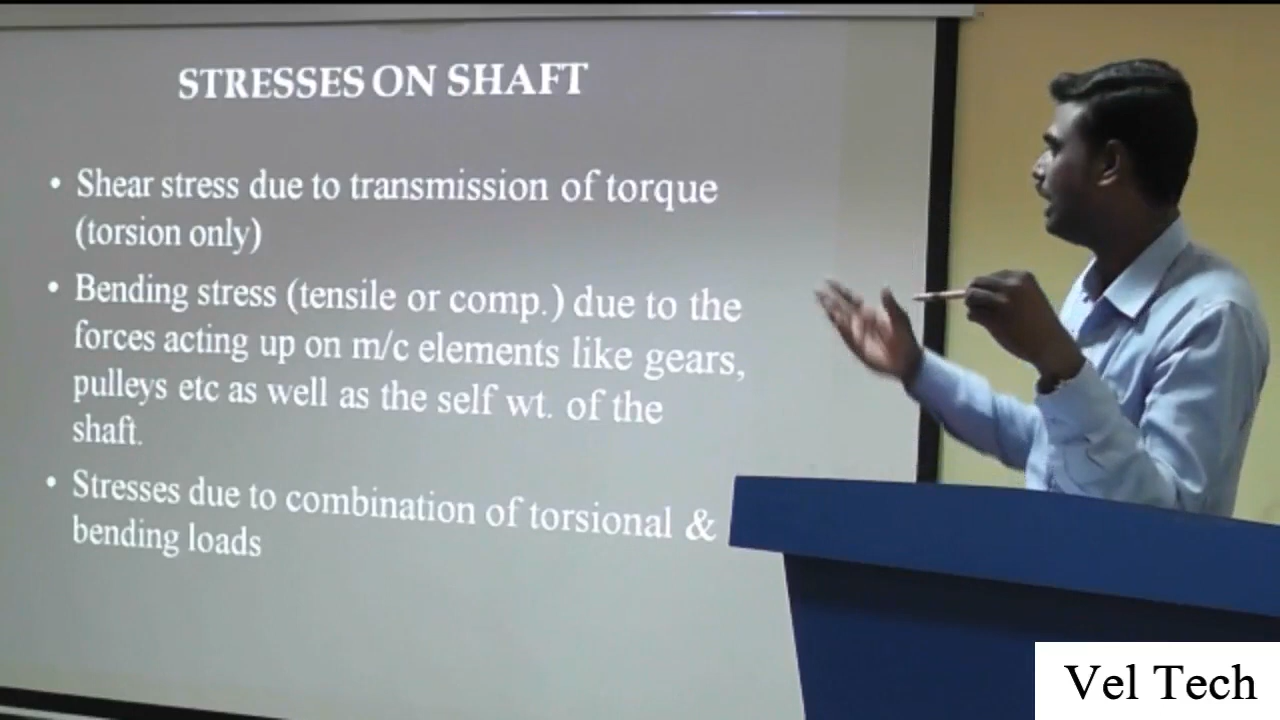 STRESSES ON SHAFT
• Shear stress due to transmission of torque
(torsion only)
• Bending stress (tensile or comp.) due to the
forces acting up on m/c elements like gears,
pulleys etc as well as the self wt. of the
shaft.
• Stresses due to combination of torsional &
bending loads
Vel Tech